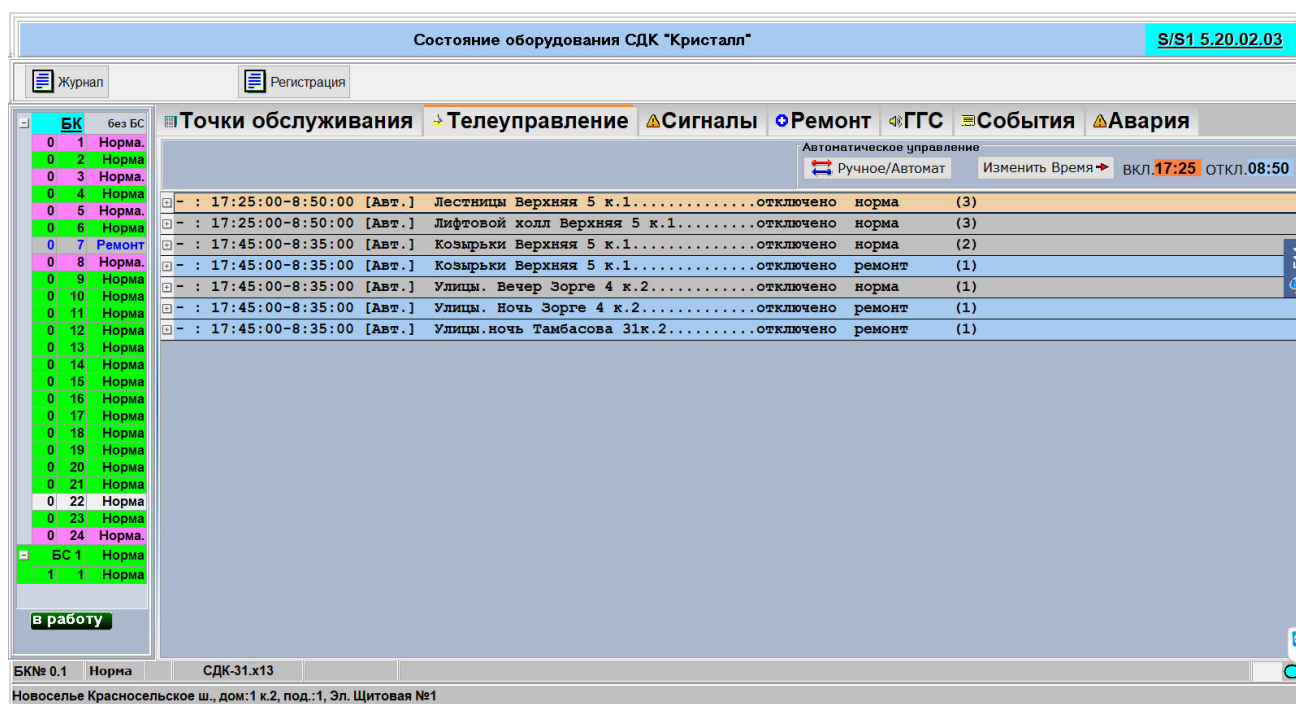 Состояние оборудования СДК "Кристалл" S/S1 5.20.02.03
Журнал Регистрация
БК без БС
Точки обслуживания Телеуправление Сигналы Ремонт ГГС События Авария
Автоматическое управление
Ручное/Автомат Изменить Время ВКЛ.17:25 ОТКЛ.08:50
0 1 Норма.
0 2 Норма
0 3 Норма.
0 4 Норма
0 5 Норма.
0 6 Норма
0 7 Ремонт
0 8 Норма.
0 9 Норма
0 10 Норма
0 11 Норма
0 12 Норма
0 13 Норма
0 14 Норма
0 15 Норма
0 16 Норма
0 17 Норма
0 18 Норма
0 19 Норма
0 20 Норма
0 21 Норма
0 22 Норма
0 23 Норма
0 24 Норма.
БС 1 Норма
1 1 Норма
в работу
- : 17:25:00-8:50:00 [Авт.] Лестницы Верхняя 5 к.1..............отключено норма (3)
- : 17:25:00-8:50:00 [Авт.] Лифтовой холл Верхняя 5 к.1.........отключено норма (3)
- : 17:45:00-8:35:00 [Авт.] Козырьки Верхняя 5 к.1..............отключено норма (2)
- : 17:45:00-8:35:00 [Авт.] Козырьки Верхняя 5 к.1..............отключено ремонт (1)
- : 17:45:00-8:35:00 [Авт.] Улицы. Вечер Зорге 4 к.2............отключено норма (1)
- : 17:45:00-8:35:00 [Авт.] Улицы. Ночь Зорге 4 к.2.............отключено ремонт (1)
- : 17:45:00-8:35:00 [Авт.] Улицы.ночь Тамбасова 31к.2..........отключено ремонт (1)
БК№ 0.1 Норма СДК-31.х13
Новоселье Красносельское ш., дом:1 к.2, под.:1, Эл. Щитовая №1